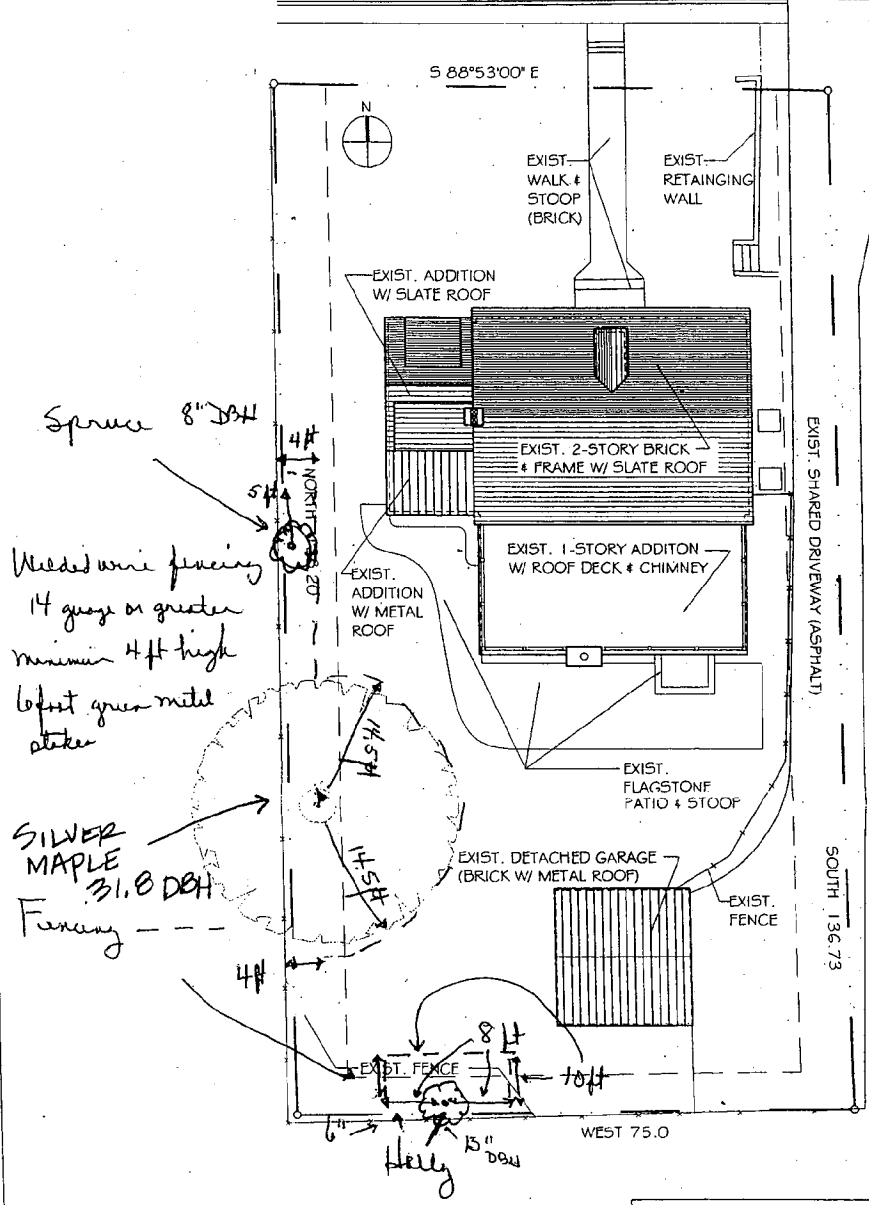 S 88°53'00" E
N
EXIST.
WALK &
STOOP
(BRICK)
EXIST.
RETAINGING
WALL
EXIST. ADDITION
W/ SLATE ROOF
Spruce 8" DBH
4ft
5ft
NORTH
20
EXIST. 2-STORY BRICK
& FRAME W/ SLATE ROOF
EXIST. SHARED DRIVEWAY (ASPHALT)
EXIST. 1-STORY ADDITON
W/ ROOF DECK & CHIMNEY
Welded wire fencing
14 guage or greater
minimum 4 ft high
6 foot green metal
stakes
EXIST.
ADDITION
W/ METAL
ROOF
14.5ft
EXIST.
FLAGSTONE
PATIO & STOOP
SILVER
MAPLE
31.8 DBH
14.5ft
EXIST. DETACHED GARAGE
(BRICK W/ METAL ROOF)
EXIST.
FENCE
SOUTH 136.73
Fencing
4ft
8 ft
EXIST. FENCE
10ft
6"
13"
DBH
Holly
WEST 75.0